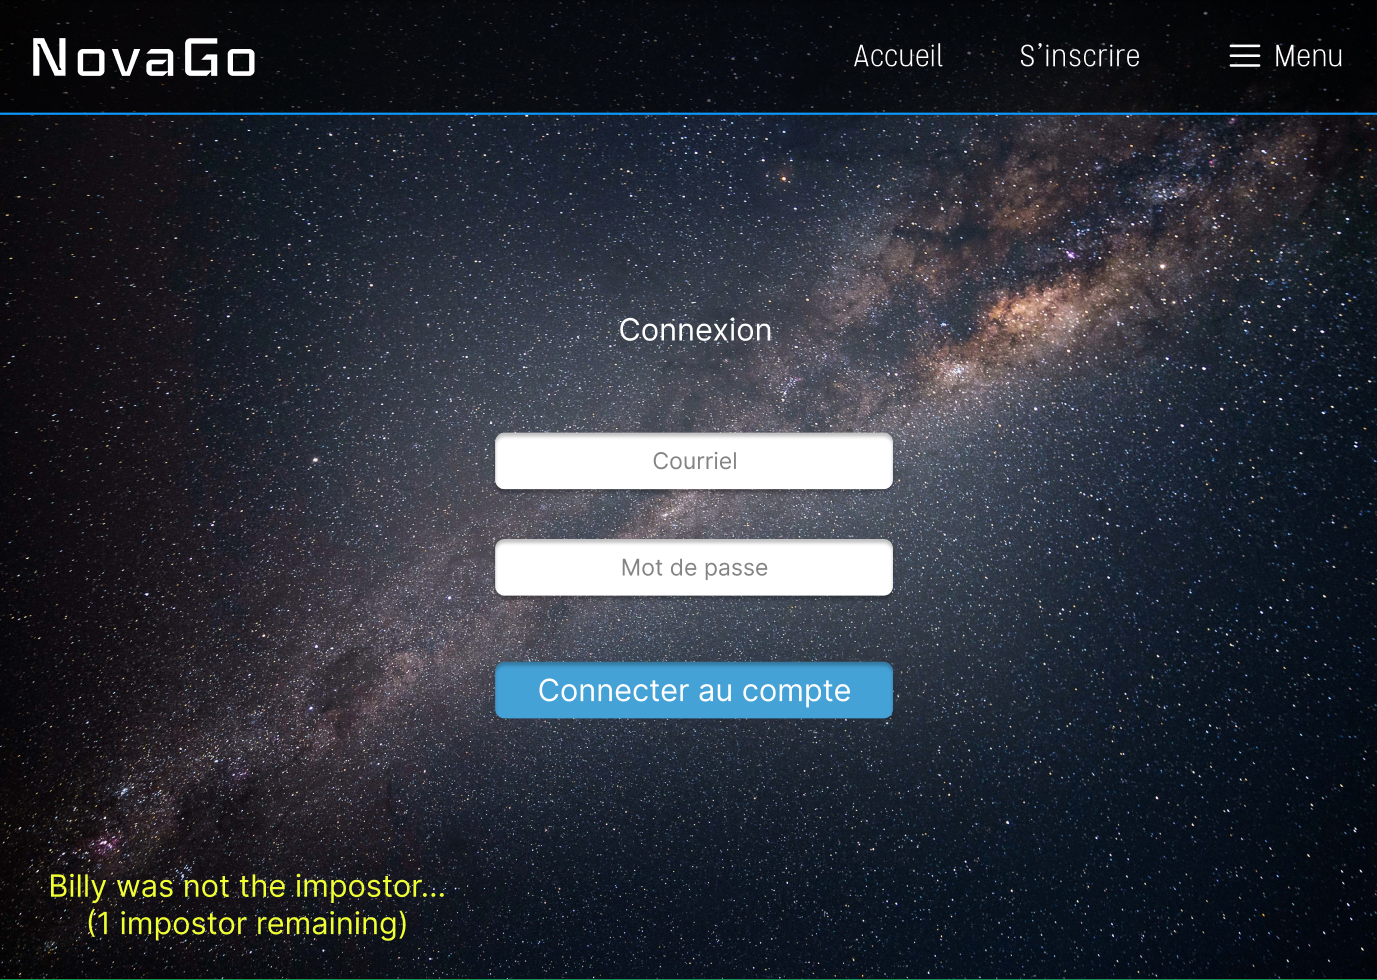 NovaGo
Accueil
S'inscrire
Menu
Connexion
Courriel
Mot de passe
Connecter au compte
Billy was not the impostor...
(1 impostor remaining)